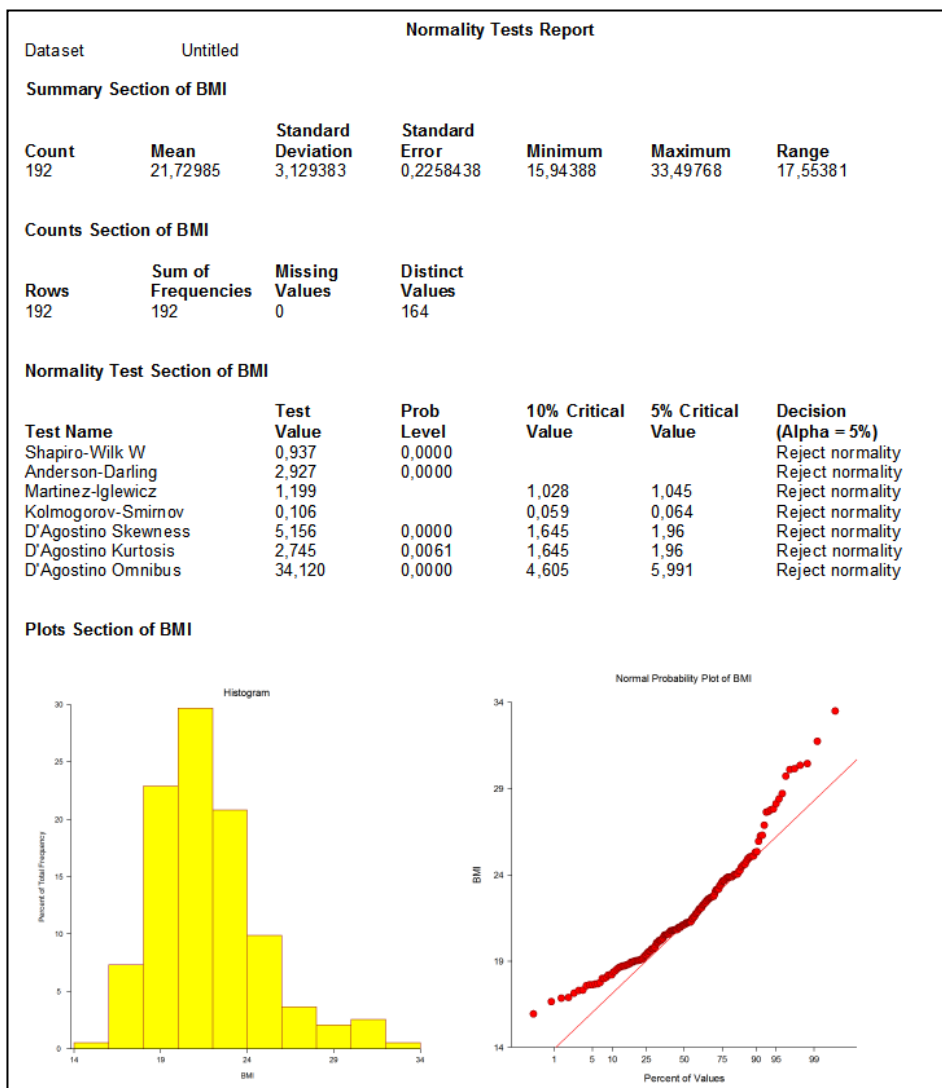 Normality Tests Report
Dataset Untitled
Summary Section of BMI
Standard Standard
Count Mean Deviation Error Minimum Maximum Range
192 21,72985 3,129383 0,2258438 15,94388 33,49768 17,55381
Counts Section of BMI
Sum of Missing Distinct
Rows Frequencies Values Values
192 192 0 164
Normality Test Section of BMI
Test Prob 10% Critical 5% Critical Decision
Test Name Value Level Value Value (Alpha = 5%)
Shapiro-Wilk W 0,937 0,0000 Reject normality
Anderson-Darling 2,927 0,0000 Reject normality
Martinez-Iglewicz 1,199 1,028 1,045 Reject normality
Kolmogorov-Smirnov 0,106 0,059 0,064 Reject normality
D'Agostino Skewness 5,156 0,0000 1,645 1,96 Reject normality
D'Agostino Kurtosis 2,745 0,0061 1,645 1,96 Reject normality
D'Agostino Omnibus 34,120 0,0000 4,605 5,991 Reject normality
Plots Section of BMI
Histogram
Percent of Total Frequency
30
25
20
15
10
5
0
14 19 24 29 34
BMI
Normal Probability Plot of BMI
BMI
34
29
24
19
14
1 5 10 25 50 75 90 95 99
Percent of Values